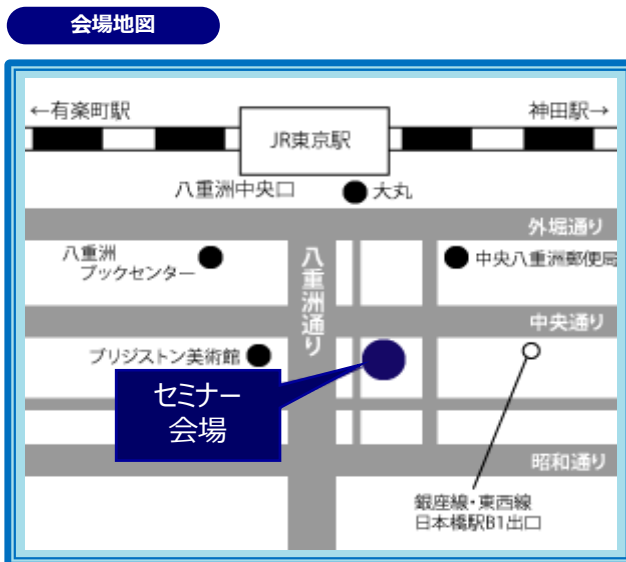 会場地図
←有楽町駅
神田駅→
JR東京駅
八重洲中央口
大丸
外堀通り
八重洲
ブックセンター
八重洲通り
中央八重洲郵便局
中央通り
ブリジストン美術館
セミナー
会場
昭和通り
銀座線・東西線
日本橋駅B1出口